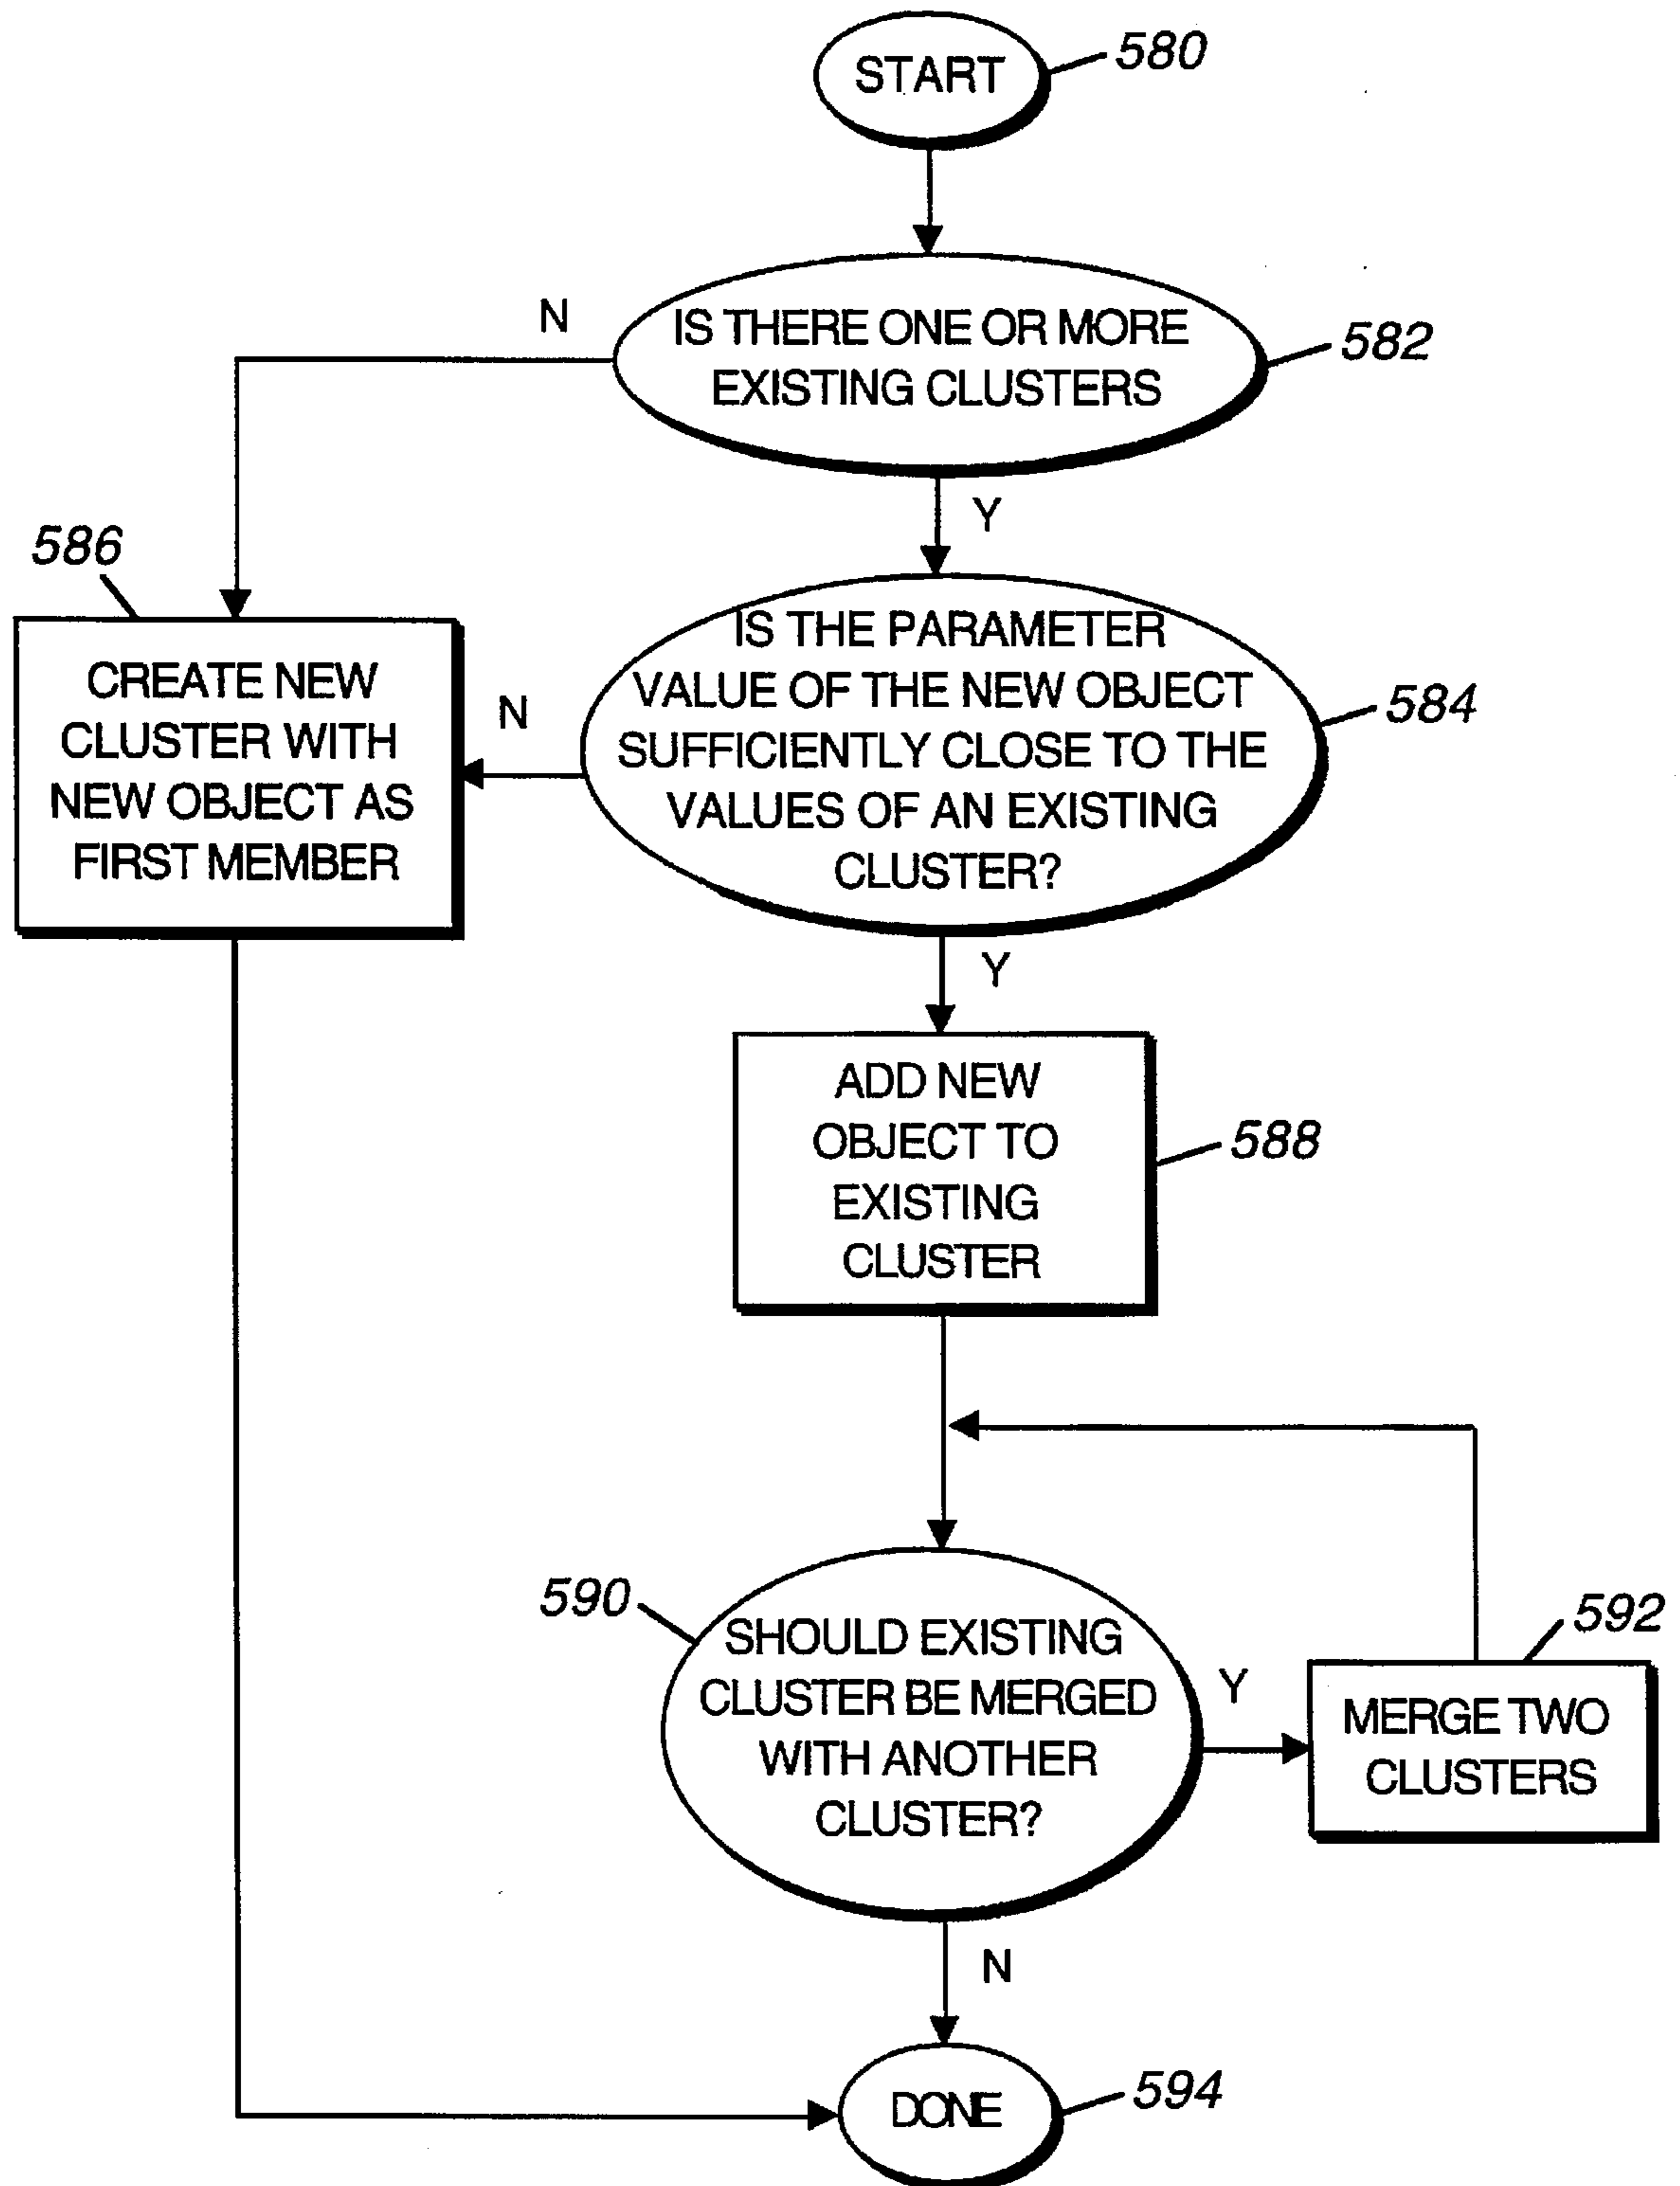 START
580
N
IS THERE ONE OR MORE
EXISTING CLUSTERS
582
Y
586
CREATE NEW
CLUSTER WITH
NEW OBJECT AS
FIRST MEMBER
N
IS THE PARAMETER
VALUE OF THE NEW OBJECT
SUFFICIENTLY CLOSE TO THE
VALUES OF AN EXISTING
CLUSTER?
584
Y
ADD NEW
OBJECT TO
EXISTING
CLUSTER
588
590
SHOULD EXISTING
CLUSTER BE MERGED
WITH ANOTHER
CLUSTER?
Y
592
MERGE TWO
CLUSTERS
N
DONE
594